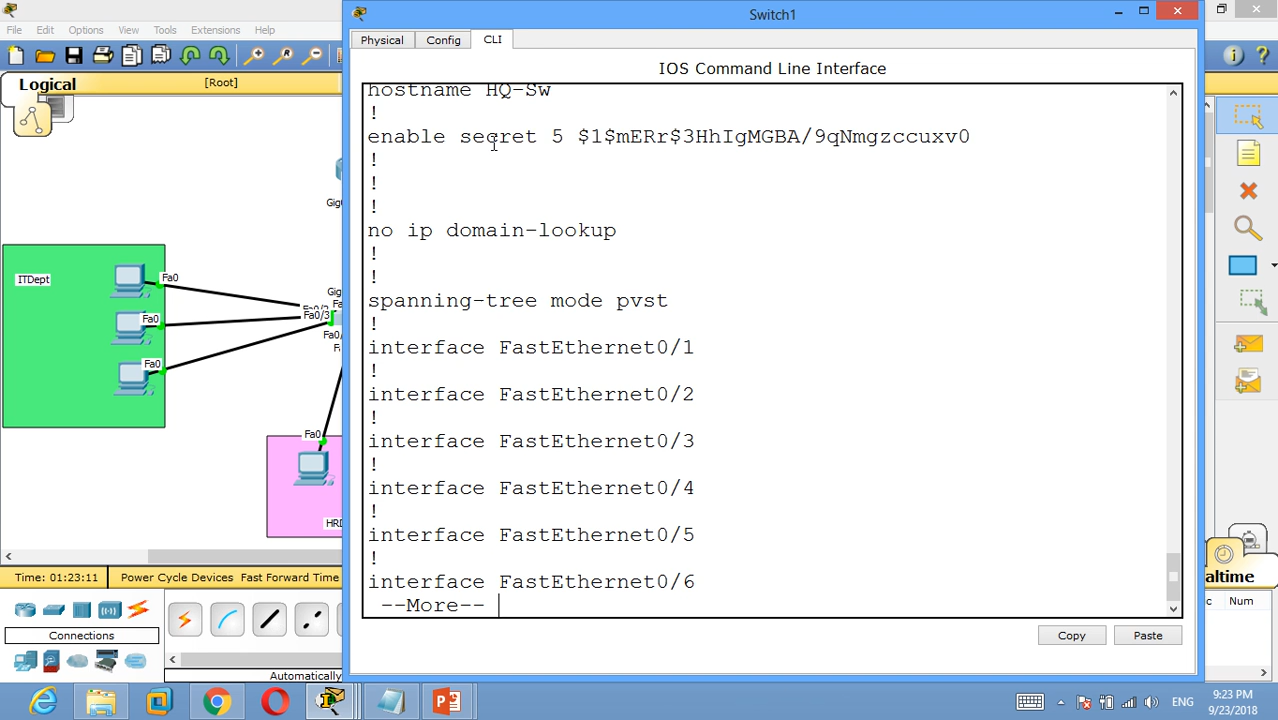 Switch1
File Edit Options View Tools Extensions Help
Physical Config CLI
Logical
[Root]
IOS Command Line Interface
hostname HQ-Sw
!
enable secret 5 $1$mERr$3HhIgMGBA/9qNmgzccuxv0
!
!
!
no ip domain-lookup
!
!
spanning-tree mode pvst
!
interface FastEthernet0/1
!
interface FastEthernet0/2
!
interface FastEthernet0/3
!
interface FastEthernet0/4
!
interface FastEthernet0/5
!
interface FastEthernet0/6
--More--
Copy Paste
ITDept
Fa0
Fa0
Fa0
Fa0/3
Fa0
HRD
Time: 01:23:11 Power Cycle Devices Fast Forward Time
Connections
Automatically
ealtime
Num
ENG
9:23 PM
9/23/2018